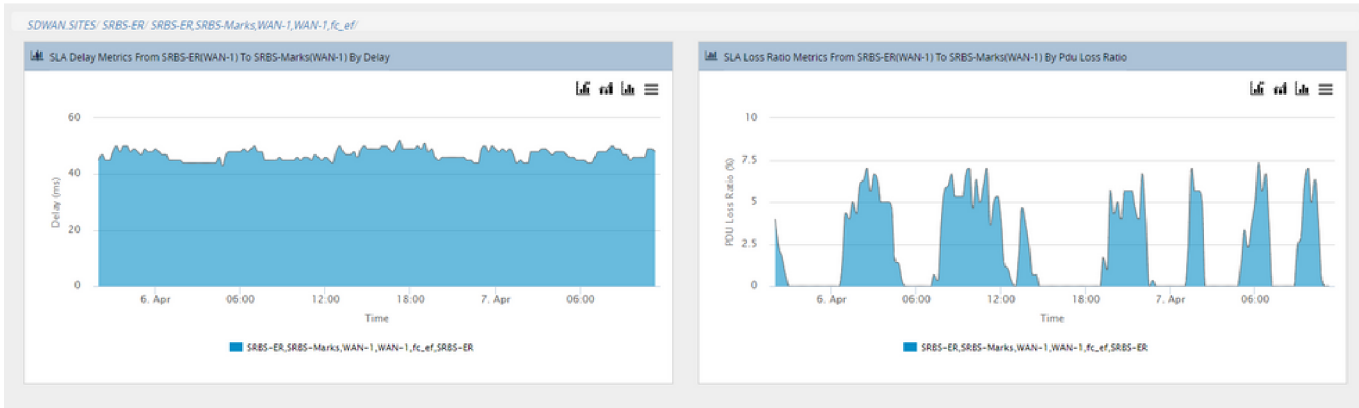 SDWAN.SITES/ SRBS-ER/ SRBS-ER,SRBS-Marks,WAN-1,WAN-1,fc_ef/
SLA Delay Metrics From SRBS-ER(WAN-1) To SRBS-Marks(WAN-1) By Delay
60
40
20
0
Delay (ms)
6. Apr 06:00 12:00 18:00 7. Apr 06:00
Time
SRBS-ER,SRBS-Marks,WAN-1,WAN-1,fc_ef,SRBS-ER
SLA Loss Ratio Metrics From SRBS-ER(WAN-1) To SRBS-Marks(WAN-1) By Pdu Loss Ratio
10
7.5
5
2.5
0
PDU Loss Ratio (%)
6. Apr 06:00 12:00 18:00 7. Apr 06:00
Time
SRBS-ER,SRBS-Marks,WAN-1,WAN-1,fc_ef,SRBS-ER